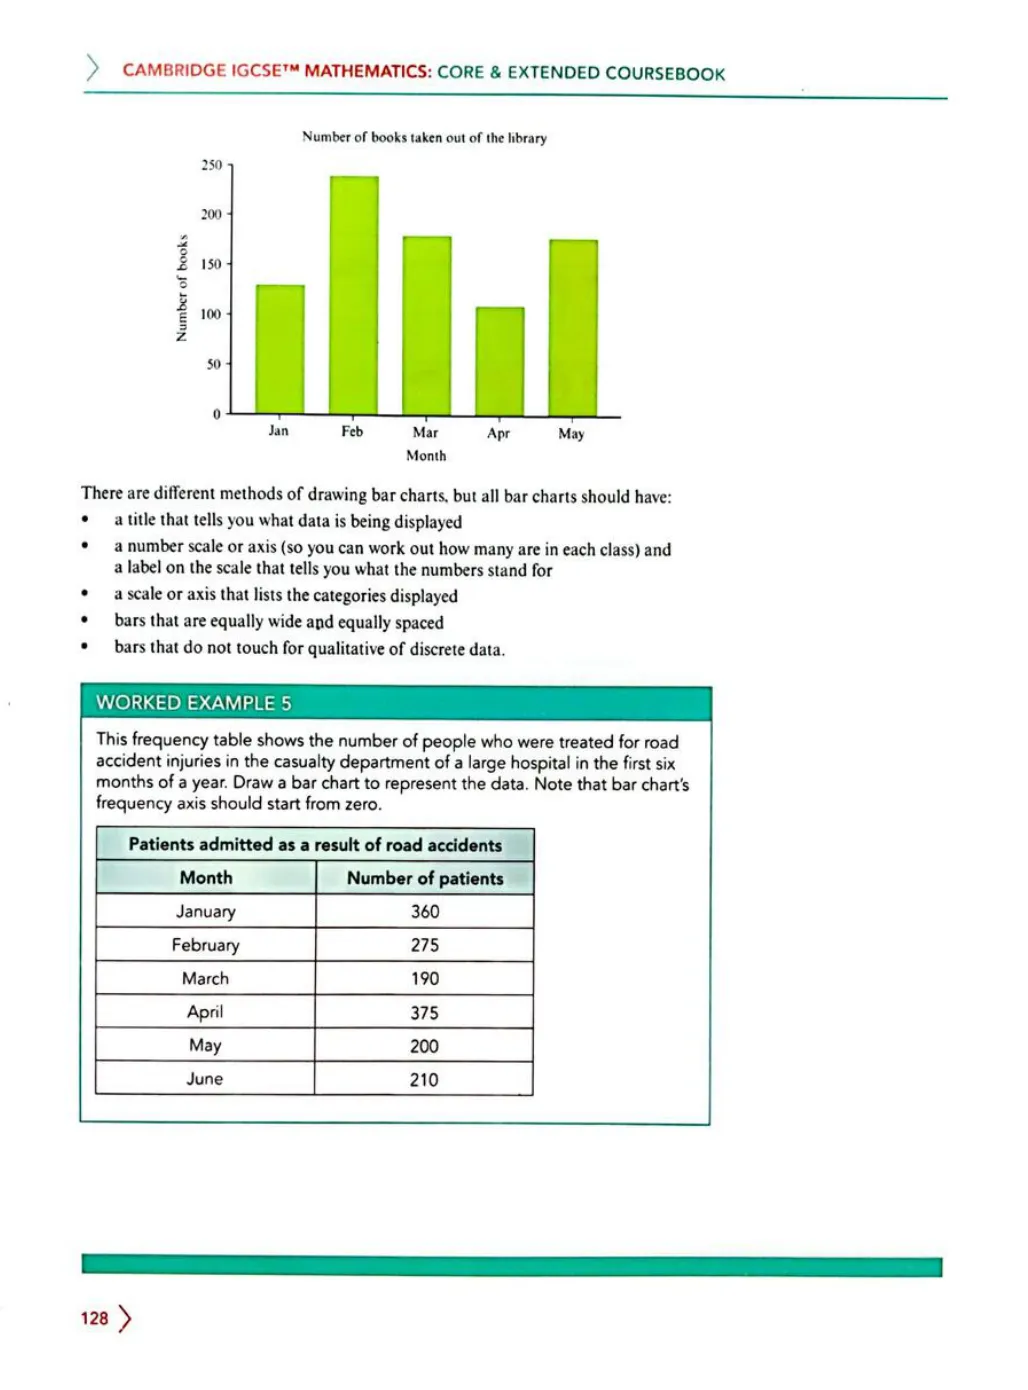 CAMBRIDGE IGCSE™ MATHEMATICS: CORE & EXTENDED COURSEBOOK
Number of books taken out of the library
250
200
150
100
50
0
Number of books
Jan Feb Mar Apr May
Month
There are different methods of drawing bar charts, but all bar charts should have:
• a title that tells you what data is being displayed
• a number scale or axis (so you can work out how many are in each class) and
a label on the scale that tells you what the numbers stand for
• a scale or axis that lists the categories displayed
• bars that are equally wide and equally spaced
• bars that do not touch for qualitative of discrete data.
WORKED EXAMPLE 5
This frequency table shows the number of people who were treated for road
accident injuries in the casualty department of a large hospital in the first six
months of a year. Draw a bar chart to represent the data. Note that bar chart's
frequency axis should start from zero.
Patients admitted as a result of road accidents
Month Number of patients
January 360
February 275
March 190
April 375
May 200
June 210
128